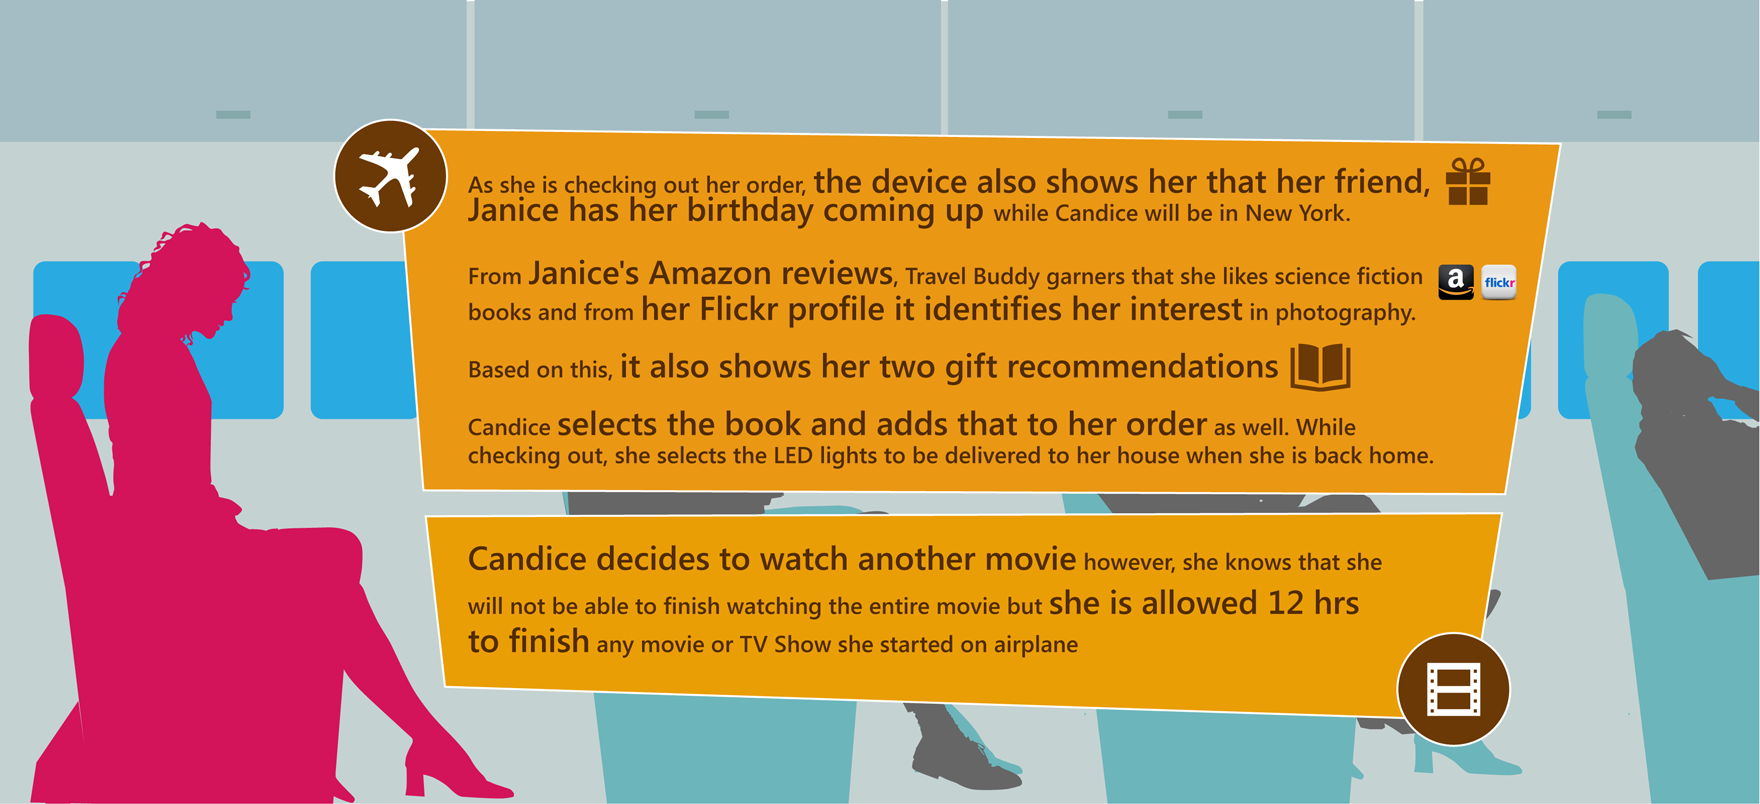 As she is checking out her order, the device also shows her that her friend,
Janice has her birthday coming up while Candice will be in New York.
From Janice's Amazon reviews, Travel Buddy garners that she likes science fiction
a flickr
books and from her Flickr profile it identifies her interest in photography.
Based on this, it also shows her two gift recommendations
Candice selects the book and adds that to her order as well. While
checking out, she selects the LED lights to be delivered to her house when she is back home.
Candice decides to watch another movie however, she knows that she
will not be able to finish watching the entire movie but she is allowed 12 hrs
to finish any movie or TV Show she started on airplane